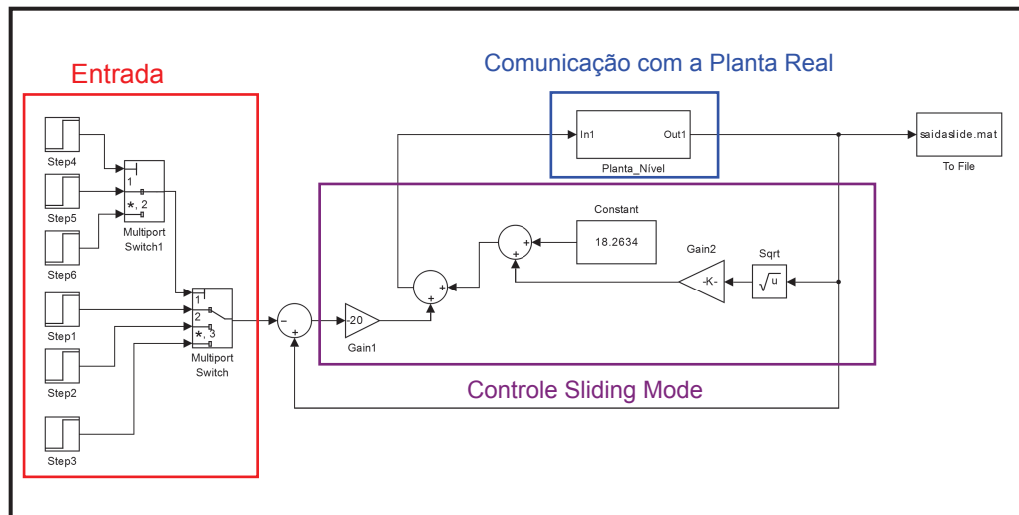 Entrada
Comunicação com a Planta Real
Step4
1
*, 2
Step5
Multiport
Switch1
Step6
1
2
*, 3
Step1
Multiport
Switch
Step2
Step3
-20
Gain1
In1
Out1
Planta_Nível
saidaslide.mat
To File
Constant
18.2634
Gain2
-K-
Sqrt
√u
Controle Sliding Mode
− +
+ +
+ +